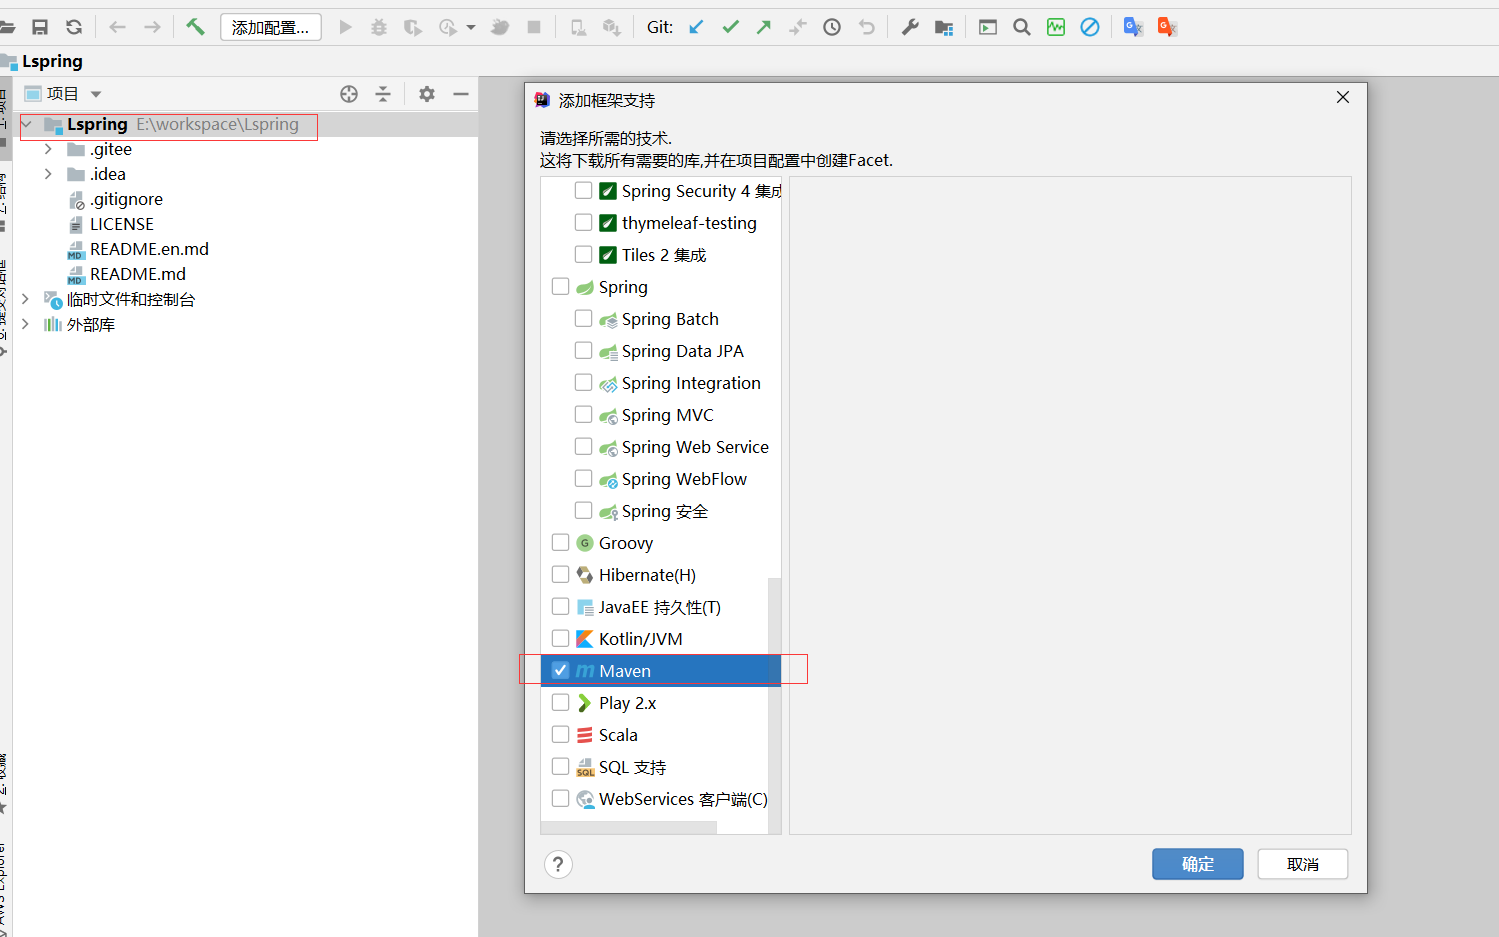 添加配置...
Git:
Lspring
项目
Lspring E:\workspace\Lspring
.gitee
.idea
.gitignore
LICENSE
README.en.md
README.md
临时文件和控制台
外部库
添加框架支持
请选择所需的技术.
这将下载所有需要的库,并在项目配置中创建Facet.
Spring Security 4 集成
thymeleaf-testing
Tiles 2 集成
Spring
Spring Batch
Spring Data JPA
Spring Integration
Spring MVC
Spring Web Service
Spring WebFlow
Spring 安全
Groovy
Hibernate(H)
JavaEE 持久性(T)
Kotlin/JVM
Maven
Play 2.x
Scala
SQL 支持
WebServices 客户端(C)
?
确定
取消
AWS Explorer